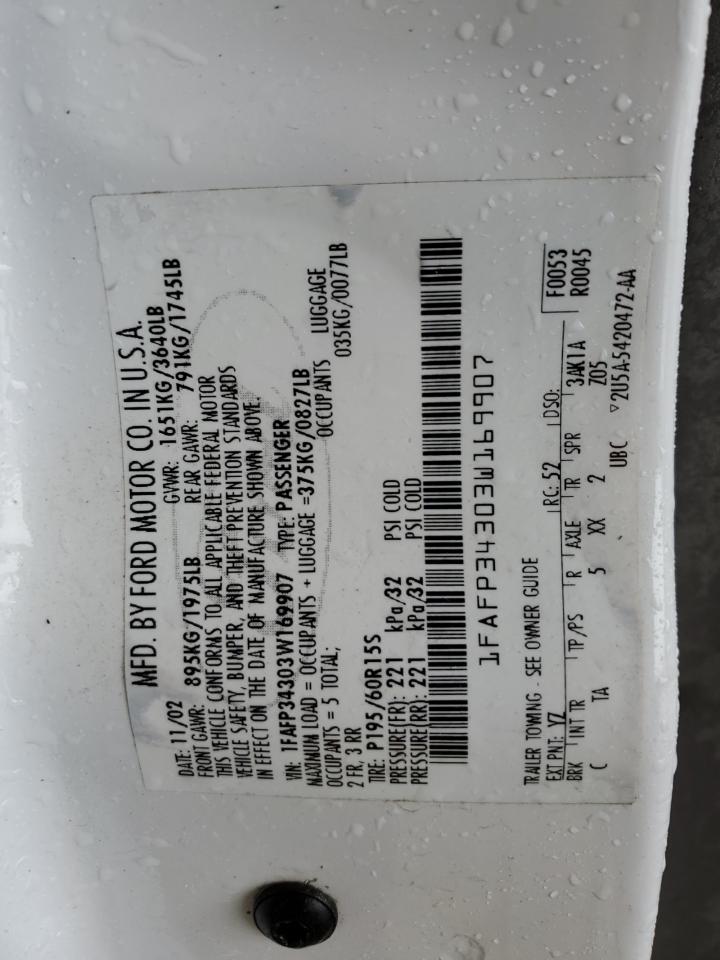 MFD. BY FORD MOTOR CO. IN U.S.A.
DATE: 11/02 GVWR: 1651KG/3640LB
FRONT GAWR: 895KG/1975LB REAR GAWR: 791KG/1745LB
THIS VEHICLE CONFORMS TO ALL APPLICABLE FEDERAL MOTOR
VEHICLE SAFETY, BUMPER, AND THEFT PREVENTION STANDARDS
IN EFFECT ON THE DATE OF MANUFACTURE SHOWN ABOVE.
VIN: 1FAFP34303W169907 TYPE: PASSENGER
MAXIMUM LOAD = OCCUPANTS + LUGGAGE =375KG/0827LB
OCCUPANTS = 5 TOTAL; OCCUPANTS LUGGAGE
2 FR, 3 RR 035KG/0077LB
TIRE: P195/60R15S
PRESSURE(FR): 221 kPa/32 PSI COLD
PRESSURE(RR): 221 kPa/32 PSI COLD
1FAFP34303W169907
TRAILER TOWING - SEE OWNER GUIDE F0053
EXT PNT: YZ RC: 52 DSO: R0045
BRK INT TR TP/PS R AXLE TR SPR 3AK1A
C TA 5 XX 2 Z05
UBC ▽2U5A-5420472-AA